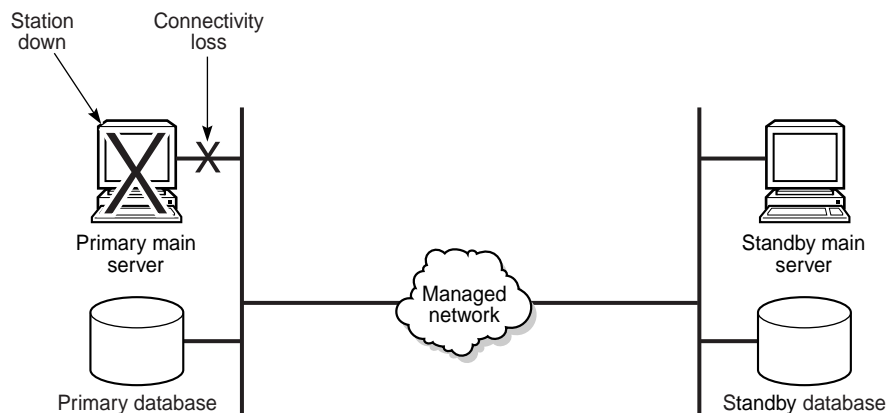 Station
down
Connectivity
loss
Primary main
server
Standby main
server
Managed
network
Primary database
Standby database